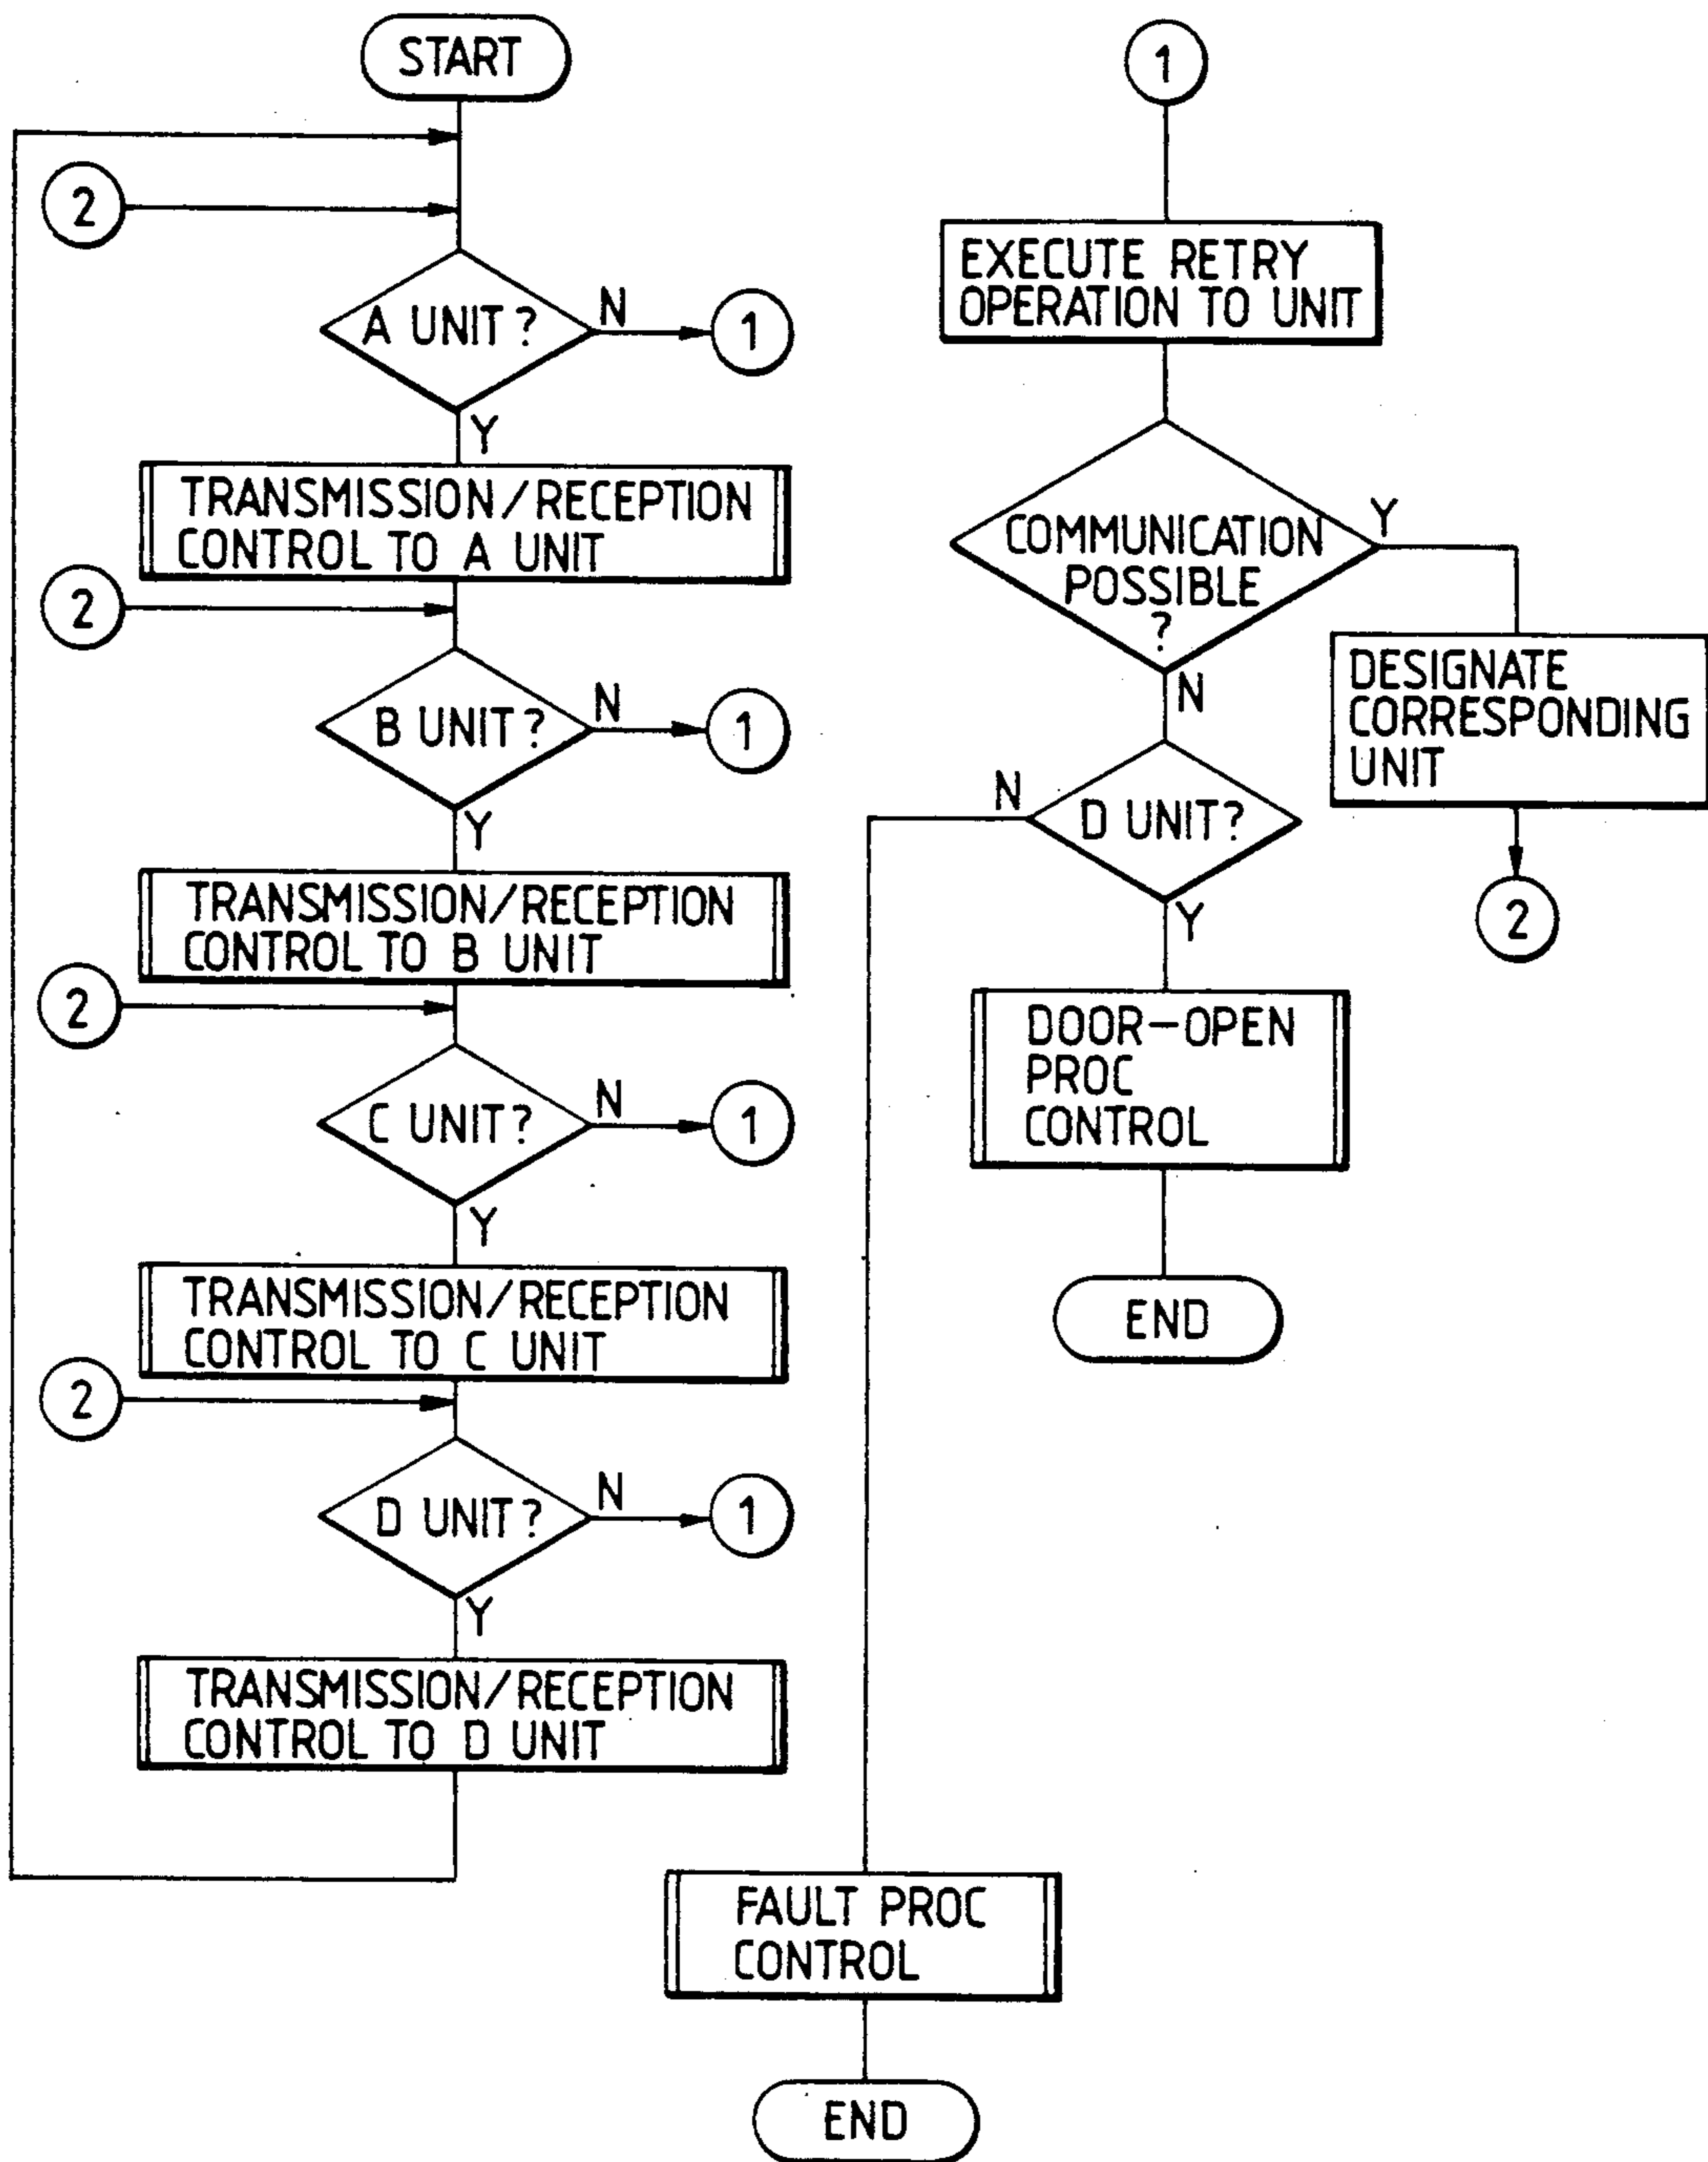 START
2
A UNIT?
N
1
Y
TRANSMISSION/RECEPTION
CONTROL TO A UNIT
2
B UNIT?
N
1
Y
TRANSMISSION/RECEPTION
CONTROL TO B UNIT
2
C UNIT?
N
1
Y
TRANSMISSION/RECEPTION
CONTROL TO C UNIT
2
D UNIT?
N
1
Y
TRANSMISSION/RECEPTION
CONTROL TO D UNIT
1
EXECUTE RETRY
OPERATION TO UNIT
COMMUNICATION
POSSIBLE
?
Y
DESIGNATE
CORRESPONDING
UNIT
2
N
D UNIT?
N
Y
DOOR-OPEN
PROC
CONTROL
END
FAULT PROC
CONTROL
END